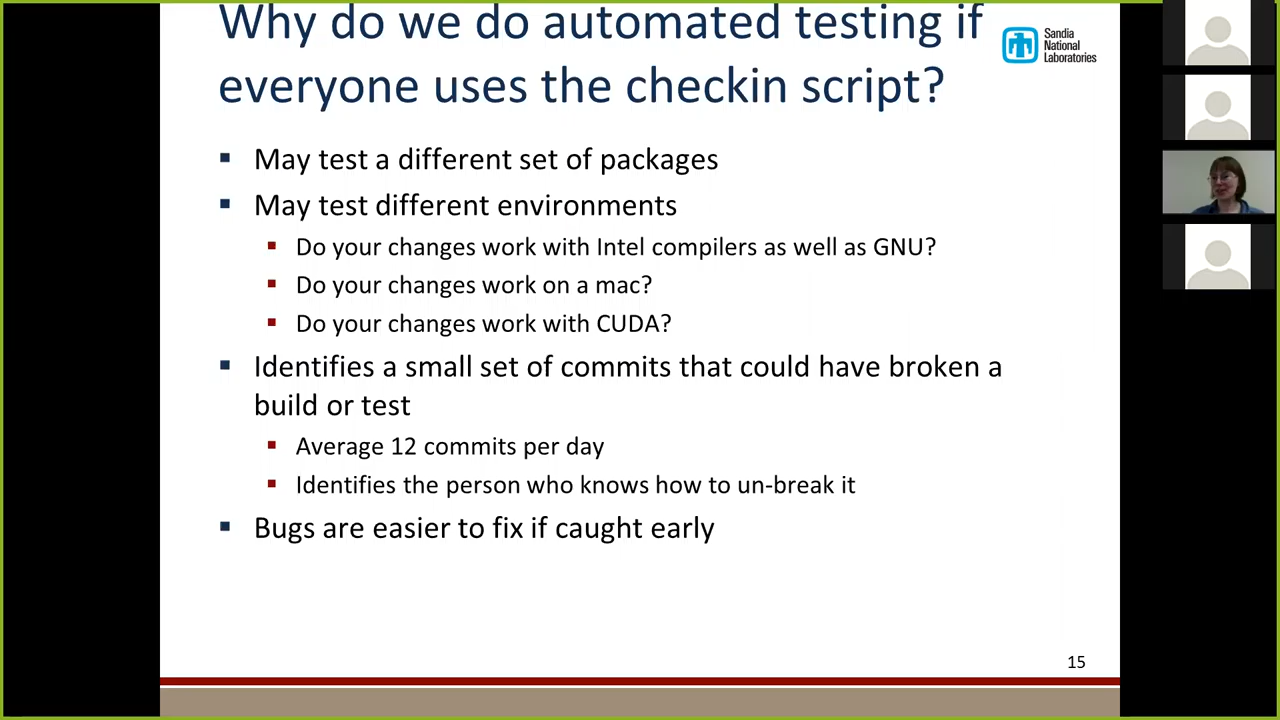 Why do we do automated testing if
everyone uses the checkin script?
Sandia
National
Laboratories
▪ May test a different set of packages
▪ May test different environments
▪ Do your changes work with Intel compilers as well as GNU?
▪ Do your changes work on a mac?
▪ Do your changes work with CUDA?
▪ Identifies a small set of commits that could have broken a
build or test
▪ Average 12 commits per day
▪ Identifies the person who knows how to un-break it
▪ Bugs are easier to fix if caught early
15